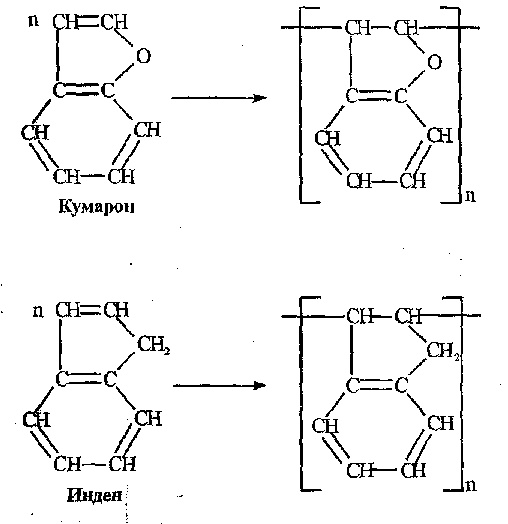 n CH=CH CH CH
O O
C=C C=C
CH CH CH CH
CH-CH CH-CH n
Кумарон
n CH=CH CH CH
CH₂ CH₂
C=C C=C
CH CH CH CH
CH-CH CH-CH n
Инден